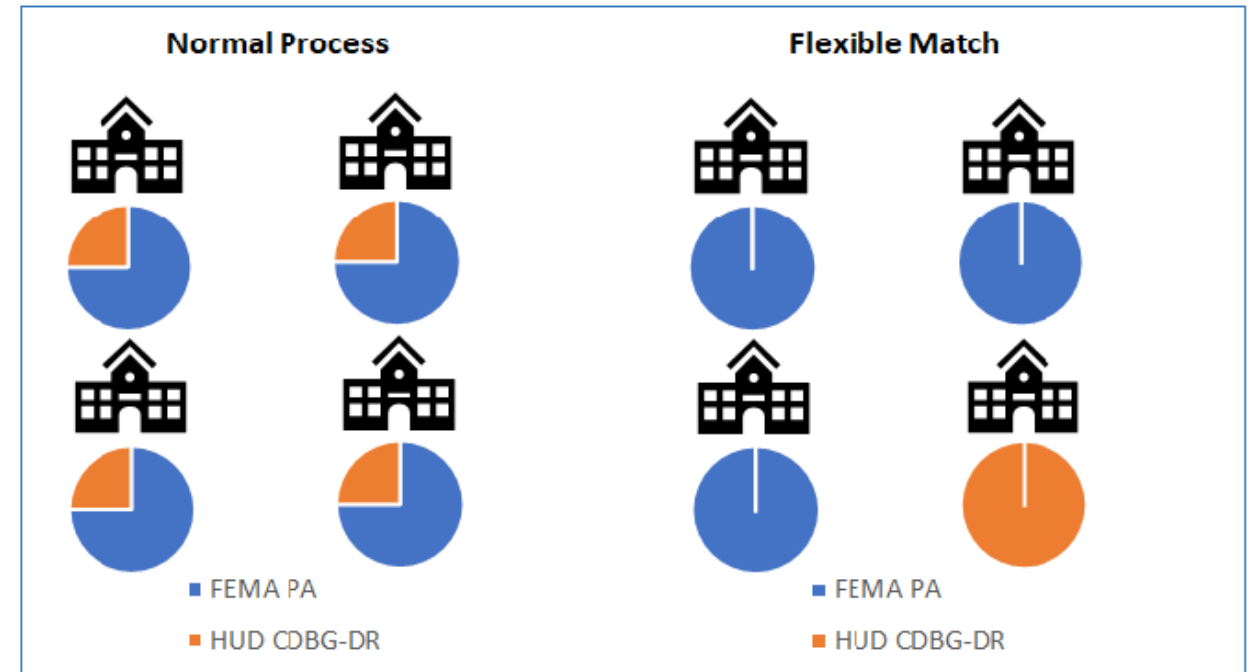 Normal Process
Flexible Match
FEMA PA
HUD CDBG-DR
FEMA PA
HUD CDBG-DR